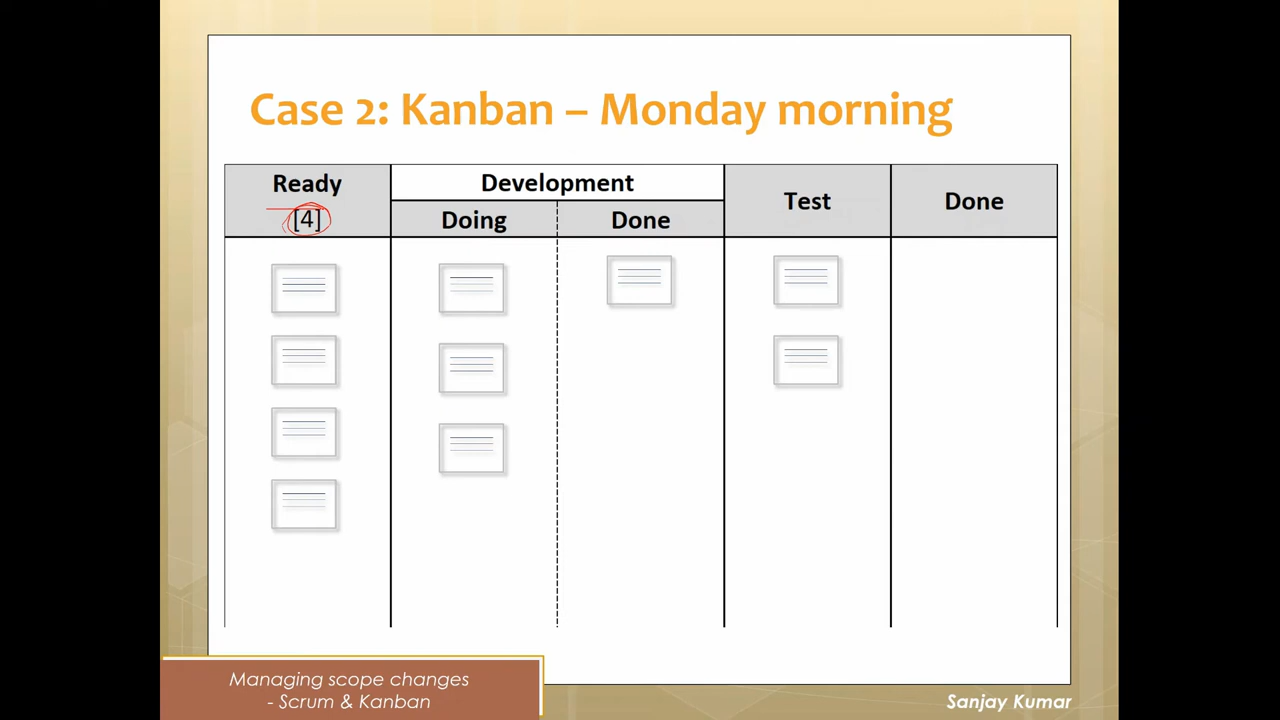 Case 2: Kanban – Monday morning
Ready
[4]
Development
Doing
Done
Test
Done
Managing scope changes
- Scrum & Kanban
Sanjay Kumar